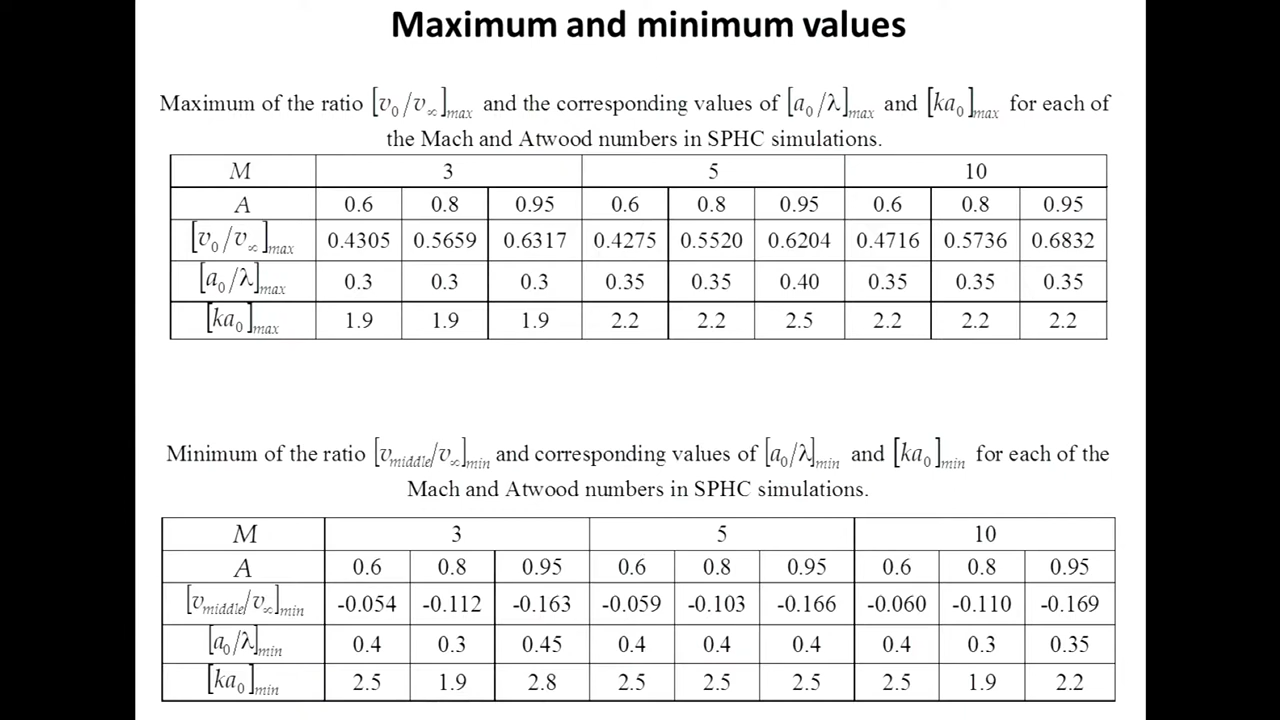 Maximum and minimum values
Maximum of the ratio [v₀/v∞]max and the corresponding values of [a₀/λ]max and [ka₀]max for each of
the Mach and Atwood numbers in SPHC simulations.
M 3 5 10
A 0.6 0.8 0.95 0.6 0.8 0.95 0.6 0.8 0.95
[v₀/v∞]max 0.4305 0.5659 0.6317 0.4275 0.5520 0.6204 0.4716 0.5736 0.6832
[a₀/λ]max 0.3 0.3 0.3 0.35 0.35 0.40 0.35 0.35 0.35
[ka₀]max 1.9 1.9 1.9 2.2 2.2 2.5 2.2 2.2 2.2
Minimum of the ratio [vmiddle/v∞]min and corresponding values of [a₀/λ]min and [ka₀]min for each of the
Mach and Atwood numbers in SPHC simulations.
M 3 5 10
A 0.6 0.8 0.95 0.6 0.8 0.95 0.6 0.8 0.95
[vmiddle/v∞]min -0.054 -0.112 -0.163 -0.059 -0.103 -0.166 -0.060 -0.110 -0.169
[a₀/λ]min 0.4 0.3 0.45 0.4 0.4 0.4 0.4 0.3 0.35
[ka₀]min 2.5 1.9 2.8 2.5 2.5 2.5 2.5 1.9 2.2